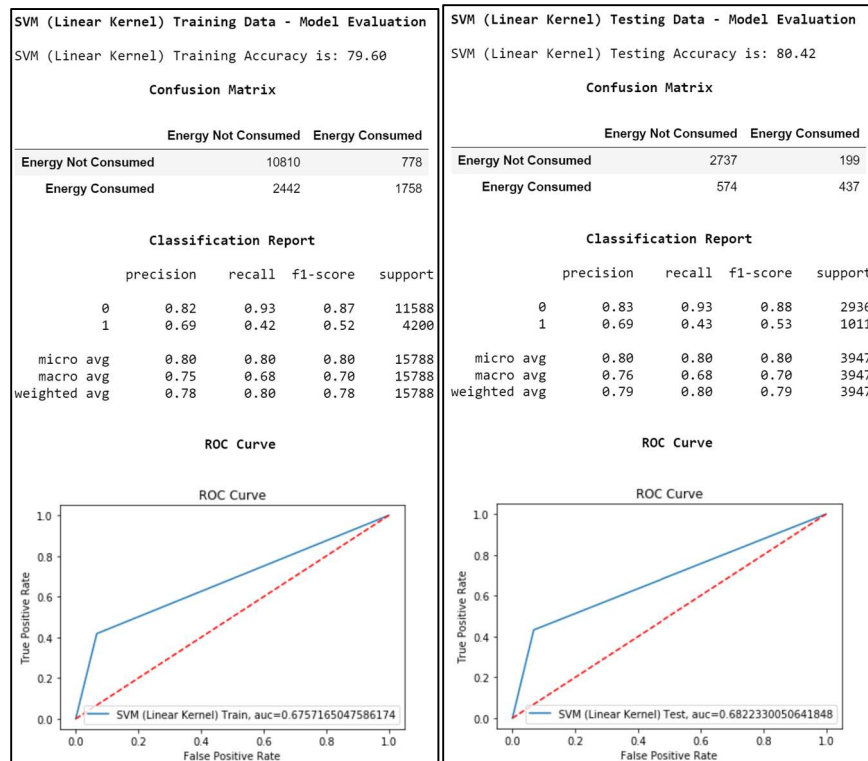 SVM (Linear Kernel) Training Data - Model Evaluation
SVM (Linear Kernel) Training Accuracy is: 79.60
Confusion Matrix
Energy Not Consumed Energy Consumed
Energy Not Consumed 10810 778
Energy Consumed 2442 1758
Classification Report
precision recall f1-score support
0 0.82 0.93 0.87 11588
1 0.69 0.42 0.52 4200
micro avg 0.80 0.80 0.80 15788
macro avg 0.75 0.68 0.70 15788
weighted avg 0.78 0.80 0.78 15788
ROC Curve
ROC Curve
1.0
0.8
0.6
0.4
0.2
0.0
True Positive Rate
SVM (Linear Kernel) Train, auc=0.6757165047586174
0.0 0.2 0.4 0.6 0.8 1.0
False Positive Rate
SVM (Linear Kernel) Testing Data - Model Evaluation
SVM (Linear Kernel) Testing Accuracy is: 80.42
Confusion Matrix
Energy Not Consumed Energy Consumed
Energy Not Consumed 2737 199
Energy Consumed 574 437
Classification Report
precision recall f1-score support
0 0.83 0.93 0.88 2936
1 0.69 0.43 0.53 1011
micro avg 0.80 0.80 0.80 3947
macro avg 0.76 0.68 0.70 3947
weighted avg 0.79 0.80 0.79 3947
ROC Curve
ROC Curve
1.0
0.8
0.6
0.4
0.2
0.0
True Positive Rate
SVM (Linear Kernel) Test, auc=0.6822330050641848
0.0 0.2 0.4 0.6 0.8 1.0
False Positive Rate